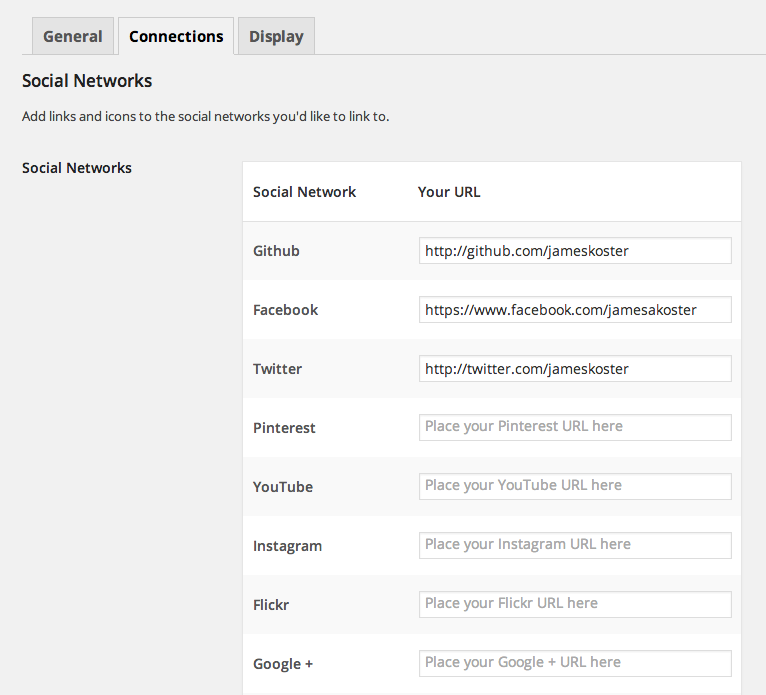 General Connections Display
Social Networks
Add links and icons to the social networks you'd like to link to.
Social Networks
Social Network Your URL
Github http://github.com/jameskoster
Facebook https://www.facebook.com/jamesakoster
Twitter http://twitter.com/jameskoster
Pinterest Place your Pinterest URL here
YouTube Place your YouTube URL here
Instagram Place your Instagram URL here
Flickr Place your Flickr URL here
Google + Place your Google + URL here